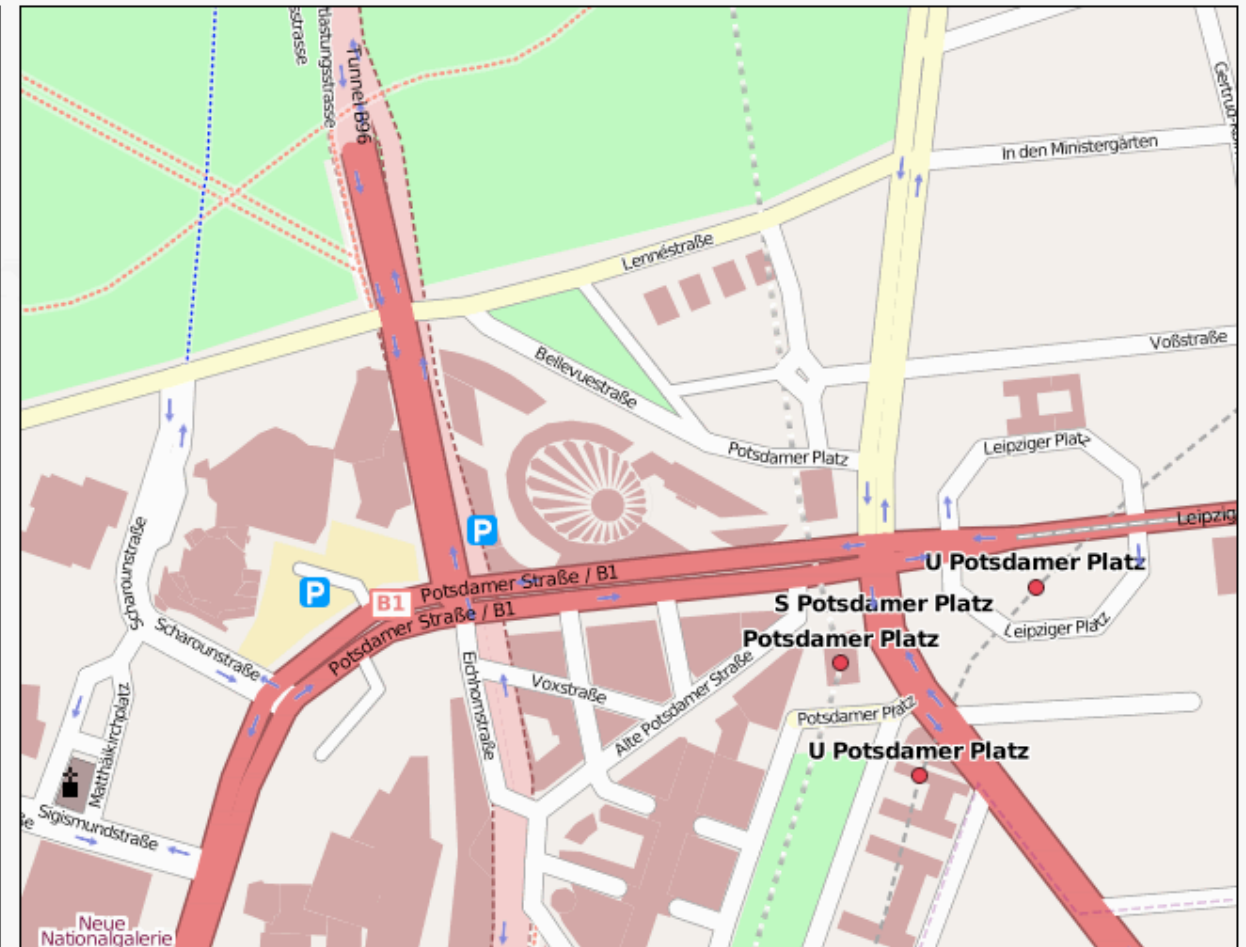 sstrasse
tlastungsstrasse
Tunnel B96
In den Ministergärten
Lennéstraße
Voßstraße
Bellevuestraße
Potsdamer Platz
Leipziger Platz
Leipzig
Scharounstraße
P
P
Potsdamer Straße / B1
B1
Potsdamer Straße / B1
U Potsdamer Platz
S Potsdamer Platz
Potsdamer Platz
Leipziger Platz
Scharounstraße
Eichhornstraße
Voxstraße
Alte Potsdamer Straße
Potsdamer Platz
U Potsdamer Platz
Matthäikirchplatz
ße
Sigismundstraße
Neue
Nationalgalerie